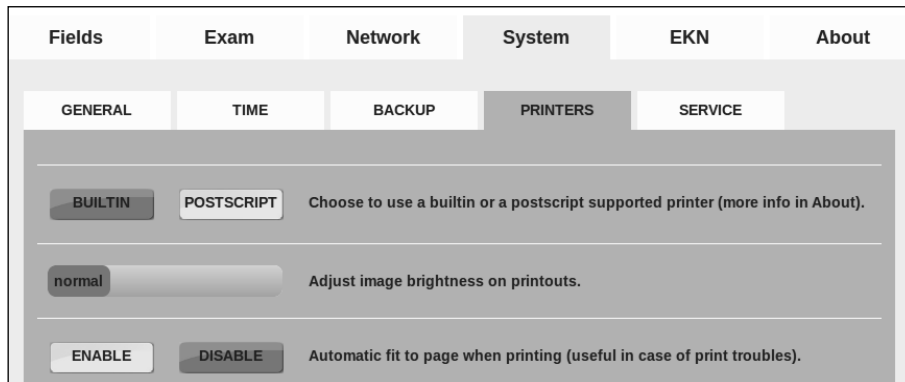 Fields Exam Network System EKN About
GENERAL TIME BACKUP PRINTERS SERVICE
BUILTIN POSTSCRIPT Choose to use a builtin or a postscript supported printer (more info in About).
normal Adjust image brightness on printouts.
ENABLE DISABLE Automatic fit to page when printing (useful in case of print troubles).